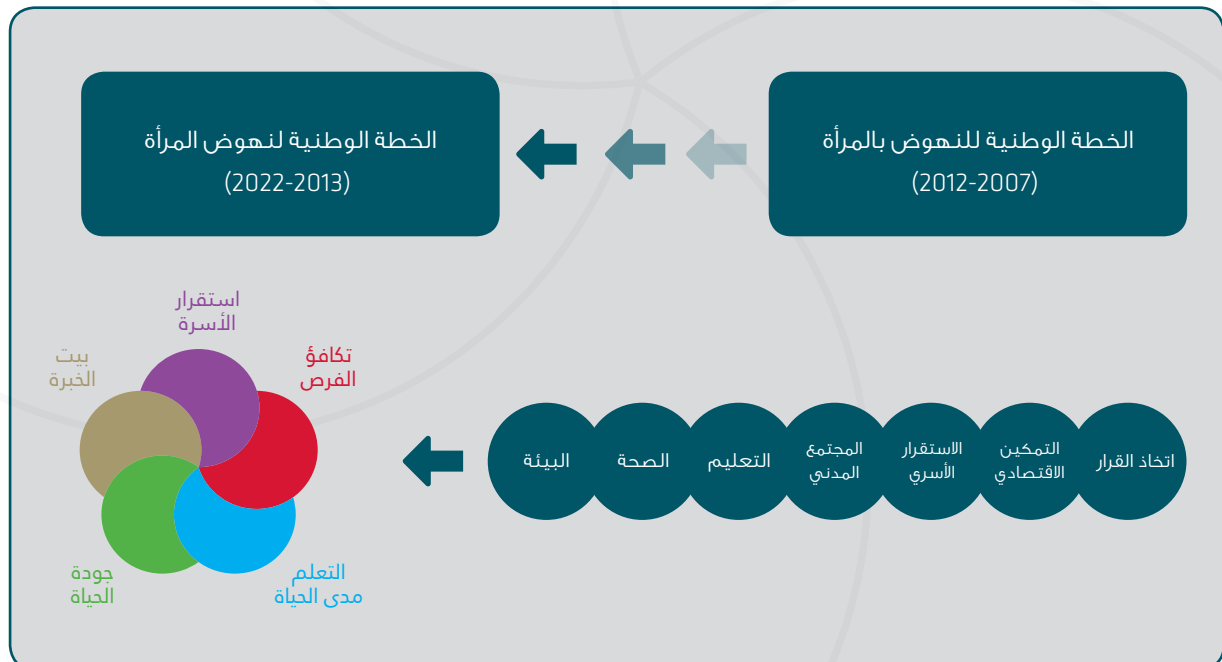 الخطة الوطنية للنهوض بالمرأة
(2012-2007)
الخطة الوطنية لنهوض المرأة
(2022-2013)
اتخاذ القرار
التمكين
الاقتصادي
الاستقرار
الأسري
المجتمع
المدني
التعليم
الصحة
البيئة
استقرار
الأسرة
تكافؤ
الفرص
بيت
الخبرة
التعلم
مدى الحياة
جودة
الحياة